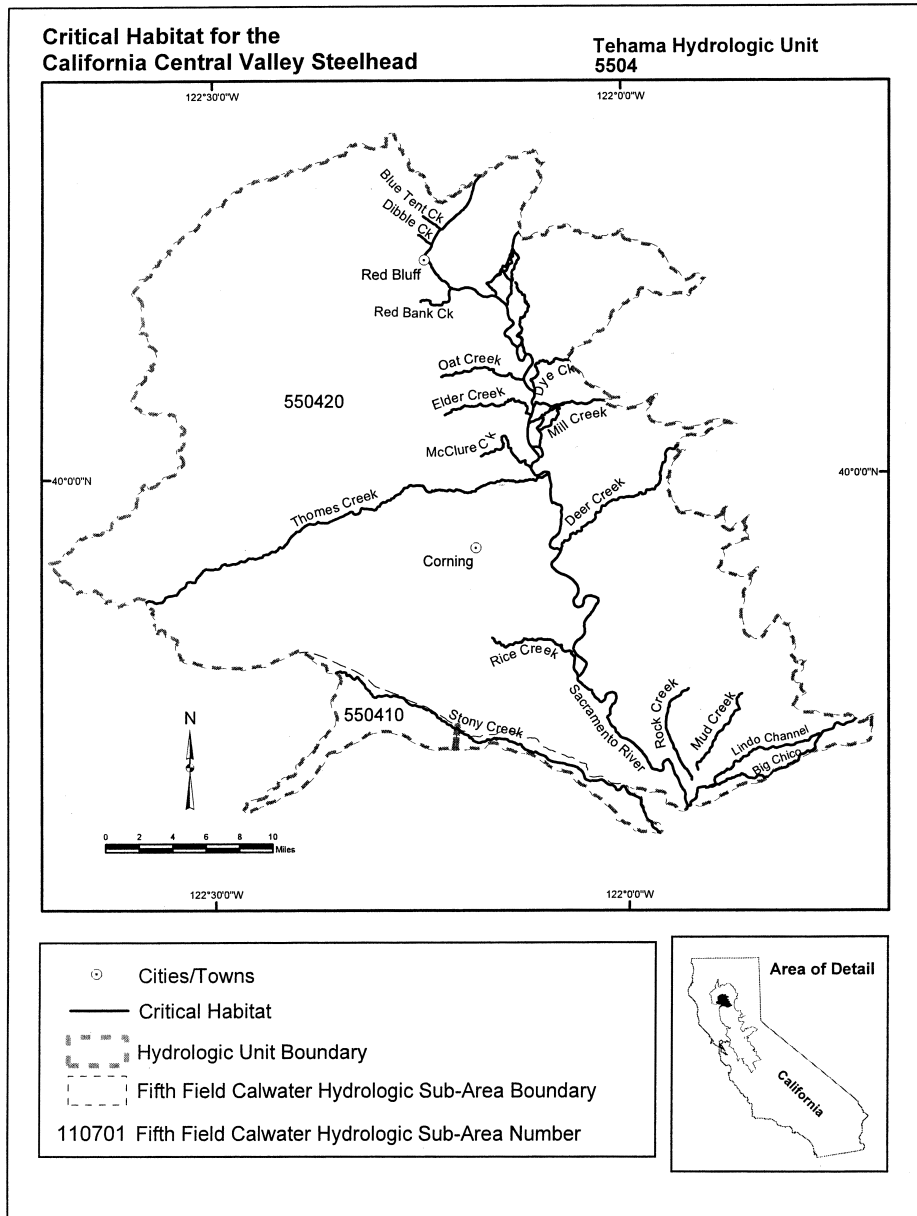 Critical Habitat for the
California Central Valley Steelhead
Tehama Hydrologic Unit
5504
122°30'0"W
122°0'0"W
Blue Tent Ck
Dibble Ck
Red Bluff
Red Bank Ck
Oat Creek
Dye Ck
Elder Creek
550420
Mill Creek
McClure Ck
40°0'0"N
40°0'0"N
Thomes Creek
Deer Creek
Corning
Rice Creek
Sacramento River
Rock Creek
Mud Creek
550410
Stony Creek
Lindo Channel
Big Chico
N
0 2 4 6 8 10
Miles
122°30'0"W
122°0'0"W
Cities/Towns
Critical Habitat
Hydrologic Unit Boundary
Fifth Field Calwater Hydrologic Sub-Area Boundary
110701 Fifth Field Calwater Hydrologic Sub-Area Number
Area of Detail
California